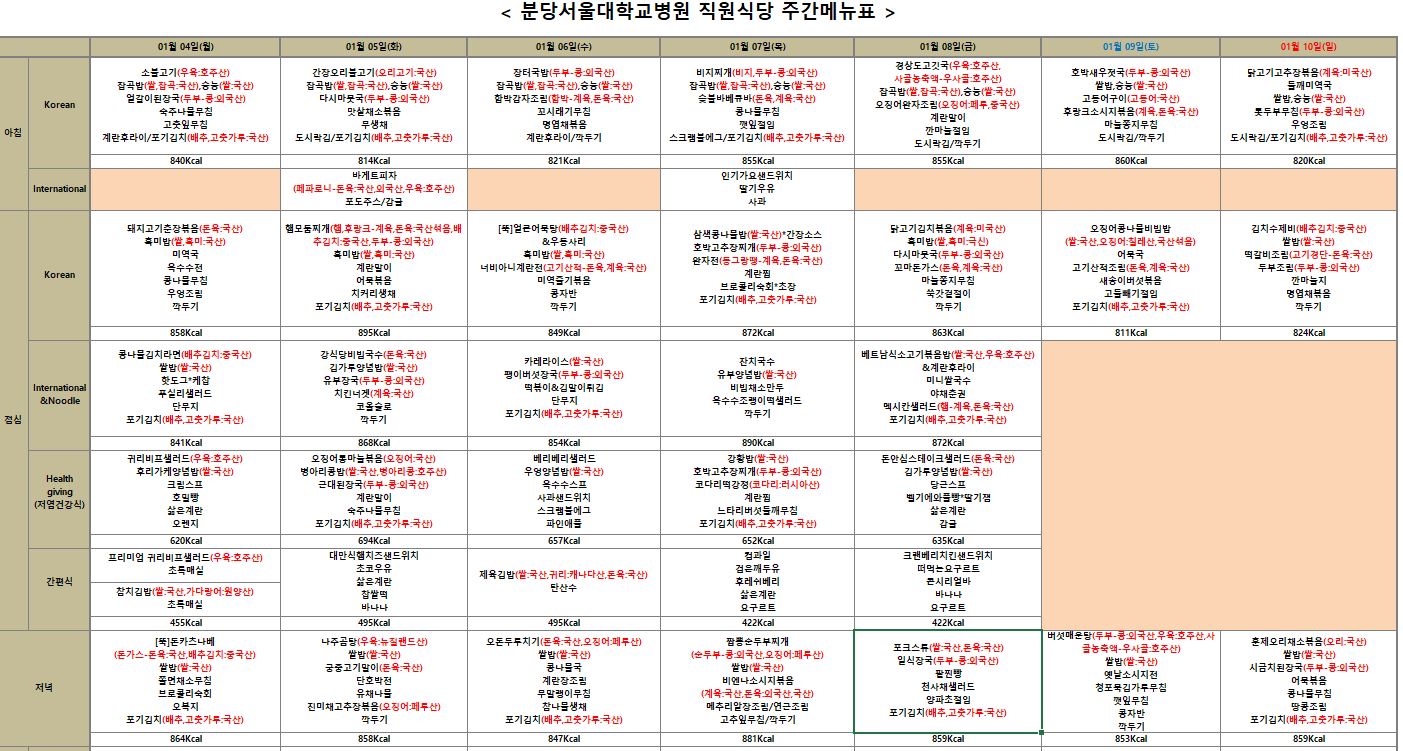 < 분당서울대학교병원 직원식당 주간메뉴표 >
01월 04일(월)
01월 05일(화)
01월 06일(수)
01월 07일(목)
01월 08일(금)
01월 09일(토)
01월 10일(일)
아침
Korean
소불고기(우육:호주산)
잡곡밥(쌀,잡곡:국산),숭능(쌀:국산)
얼갈이된장국(두부-콩:외국산)
숙주나물무침
고춧잎무침
계란후라이/포기김치(배추,고춧가루:국산)
840Kcal
간장오리불고기(오리고기:국산)
잡곡밥(쌀,잡곡:국산),숭능(쌀:국산)
다시마뭇국(두부-콩:외국산)
맛살채소볶음
무생채
도시락김/포기김치(배추,고춧가루:국산)
814Kcal
장터국밥(두부-콩:외국산)
잡곡밥(쌀,잡곡:국산),숭능(쌀:국산)
함박감자조림(함박-계육,돈육:국산)
꼬시래기무침
명엽채볶음
계란후라이/깍두기
821Kcal
비지찌개(비지,두부-콩:외국산)
잡곡밥(쌀,잡곡:국산),숭능(쌀:국산)
숯불바베큐바(돈육,계육:국산)
콩나물무침
깻잎절임
스크램블에그/포기김치(배추,고춧가루:국산)
855Kcal
경상도고깃국(우육:호주산,
사골농축액-우사골:호주산)
잡곡밥(쌀,잡곡:국산),숭능(쌀:국산)
오징어완자조림(오징어:페루,중국산)
계란말이
깐마늘절임
도시락김/깍두기
855Kcal
호박새우젓국(두부-콩:외국산)
쌀밥,숭능(쌀:국산)
고등어구이(고등어:국산)
후랑크소시지볶음(계육,돈육:국산)
마늘쫑지무침
도시락김/깍두기
860Kcal
닭고기고추장볶음(계육:미국산)
들깨미역국
쌀밥,숭능(쌀:국산)
톳두부무침(두부-콩:외국산)
우엉조림
도시락김/포기김치(배추,고춧가루:국산)
820Kcal
International
바게트피자
(페파로니-돈육:국산,외국산,우육:호주산)
포도주스/감귤
인기가요샌드위치
딸기우유
사과
점심
Korean
돼지고기춘장볶음(돈육:국산)
흑미밥(쌀,흑미:국산)
미역국
옥수수전
콩나물무침
우엉조림
깍두기
858Kcal
햄모둠찌개(햄,후랑크-계육,돈육:국산섞음,배
추김치:중국산,두부-콩:외국산)
흑미밥(쌀,흑미:국산)
계란말이
어묵볶음
치커리생채
포기김치(배추,고춧가루:국산)
895Kcal
[뚝]얼큰어묵탕(배추김치:중국산)
&우동사리
흑미밥(쌀,흑미:국산)
너비아니계란전(고기산적-돈육,계육:국산)
미역줄기볶음
콩자반
깍두기
849Kcal
삼색콩나물밥(쌀:국산)*간장소스
호박고추장찌개(두부-콩:외국산)
완자전(동그랑땡-계육,돈육:국산)
계란찜
브로콜리숙회*초장
포기김치(배추,고춧가루:국산)
872Kcal
닭고기김치볶음(계육:미국산)
흑미밥(쌀,흑미:국산)
다시마뭇국(두부-콩:외국산)
꼬마돈가스(돈육,계육:국산)
마늘쫑지무침
쑥갓겉절이
깍두기
863Kcal
오징어콩나물비빔밥
(쌀:국산,오징어:칠레산,국산섞음)
어묵국
고기산적조림(돈육,계육:국산)
새송이버섯볶음
고들빼기절임
포기김치(배추,고춧가루:국산)
811Kcal
김치수제비(배추김치:중국산)
쌀밥(쌀:국산)
떡갈비조림(고기경단-돈육:국산)
두부조림(두부-콩:외국산)
깐마늘지
명엽채볶음
깍두기
824Kcal
International
&Noodle
콩나물김치라면(배추김치:중국산)
쌀밥(쌀:국산)
핫도그*케찹
푸실리샐러드
단무지
포기김치(배추,고춧가루:국산)
841Kcal
강식당비빔국수(돈육:국산)
김가루양념밥(쌀:국산)
유부장국(두부-콩:외국산)
치킨너겟(계육:국산)
코울슬로
깍두기
868Kcal
카레라이스(쌀:국산)
팽이버섯장국(두부-콩:외국산)
떡볶이&김말이튀김
단무지
포기김치(배추,고춧가루:국산)
854Kcal
잔치국수
유부양념밥(쌀:국산)
비빔채소만두
옥수수조랭이떡샐러드
깍두기
890Kcal
베트남식소고기볶음밥(쌀:국산,우육:호주산)
&계란후라이
미니쌀국수
야채춘권
멕시칸샐러드(햄-계육,돈육:국산)
포기김치(배추,고춧가루:국산)
872Kcal
Health
giving
(저염건강식)
귀리비프샐러드(우육:호주산)
후리가케양념밥(쌀:국산)
크림스프
호밀빵
삶은계란
오렌지
620Kcal
오징어통마늘볶음(오징어:국산)
병아리콩밥(쌀:국산,병아리콩:호주산)
근대된장국(두부-콩:외국산)
계란말이
숙주나물무침
포기김치(배추,고춧가루:국산)
694Kcal
베리베리샐러드
우엉양념밥(쌀:국산)
옥수수스프
사과샌드위치
스크램블에그
파인애플
657Kcal
강황밥(쌀:국산)
호박고추장찌개(두부-콩:외국산)
코다리떡강정(코다리:러시아산)
계란찜
느타리버섯들깨무침
포기김치(배추,고춧가루:국산)
652Kcal
돈안심스테이크샐러드(돈육:국산)
김가루양념밥(쌀:국산)
당근스프
벨기에와플빵*딸기잼
삶은계란
감귤
635Kcal
간편식
프리미엄 귀리비프샐러드(우육:호주산)
초록매실
참치김밥(쌀:국산,가다랑어:원양산)
초록매실
455Kcal
대만식햄치즈샌드위치
초코우유
삶은계란
찹쌀떡
바나나
495Kcal
제육김밥(쌀:국산,귀리:캐나다산,돈육:국산)
탄산수
495Kcal
컵과일
검은깨두유
후레쉬베리
삶은계란
요구르트
422Kcal
크랜베리치킨샌드위치
떠먹는요구르트
콘시리얼바
바나나
요구르트
422Kcal
저녁
[뚝]돈카츠나베
(돈가스-돈육:국산,배추김치:중국산)
쌀밥(쌀:국산)
쫄면채소무침
브로콜리숙회
오복지
포기김치(배추,고춧가루:국산)
864Kcal
나주곰탕(우육:뉴질랜드산)
쌀밥(쌀:국산)
궁중고기말이(돈육:국산)
단호박전
유채나물
진미채고추장볶음(오징어:페루산)
깍두기
858Kcal
오돈두루치기(돈육:국산,오징어:페루산)
쌀밥(쌀:국산)
콩나물국
계란장조림
무말랭이무침
참나물생채
포기김치(배추,고춧가루:국산)
847Kcal
짬뽕순두부찌개
(순두부-콩:외국산,오징어:페루산)
쌀밥(쌀:국산)
비엔나소시지볶음
(계육:국산,돈육:외국산,국산)
메추리알장조림/연근조림
고추잎무침/깍두기
881Kcal
포크스튜(쌀:국산,돈육:국산)
일식장국(두부-콩:외국산)
팥찐빵
천사채샐러드
양파초절임
포기김치(배추,고춧가루:국산)
859Kcal
버섯매운탕(두부-콩:외국산,우육:호주산,사
골농축액-우사골:호주산)
쌀밥(쌀:국산)
옛날소시지전
청포묵김가루무침
깻잎무침
콩자반
깍두기
853Kcal
훈제오리채소볶음(오리:국산)
쌀밥(쌀:국산)
시금치된장국(두부-콩:외국산)
어묵볶음
콩나물무침
땅콩조림
포기김치(배추,고춧가루:국산)
859Kcal